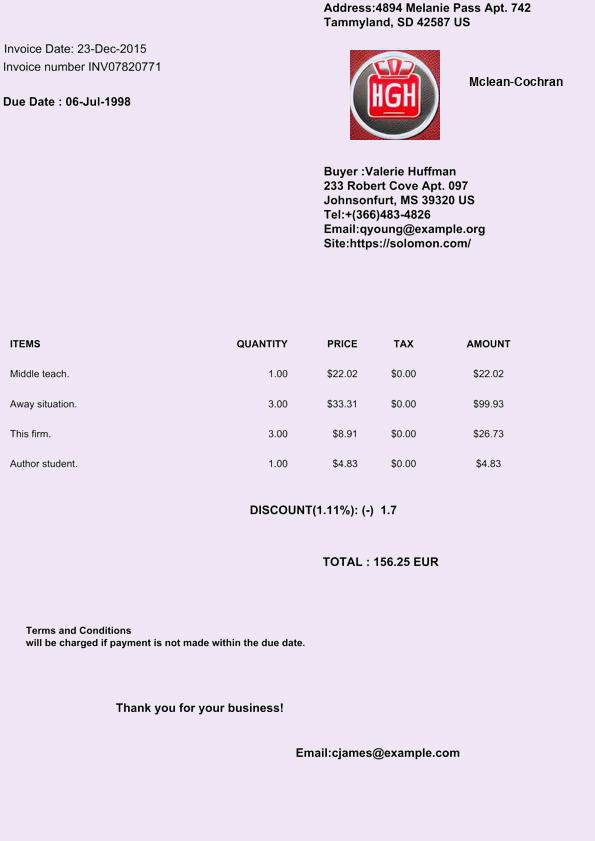 Address:4894 Melanie Pass Apt. 742
Tammyland, SD 42587 US
Invoice Date: 23-Dec-2015
Invoice number INV07820771
Due Date : 06-Jul-1998
HGH
Mclean-Cochran
Buyer :Valerie Huffman
233 Robert Cove Apt. 097
Johnsonfurt, MS 39320 US
Tel:+(366)483-4826
Email:qyoung@example.org
Site:https://solomon.com/
ITEMS QUANTITY PRICE TAX AMOUNT
Middle teach. 1.00 $22.02 $0.00 $22.02
Away situation. 3.00 $33.31 $0.00 $99.93
This firm. 3.00 $8.91 $0.00 $26.73
Author student. 1.00 $4.83 $0.00 $4.83
DISCOUNT(1.11%): (-) 1.7
TOTAL : 156.25 EUR
Terms and Conditions
will be charged if payment is not made within the due date.
Thank you for your business!
Email:cjames@example.com